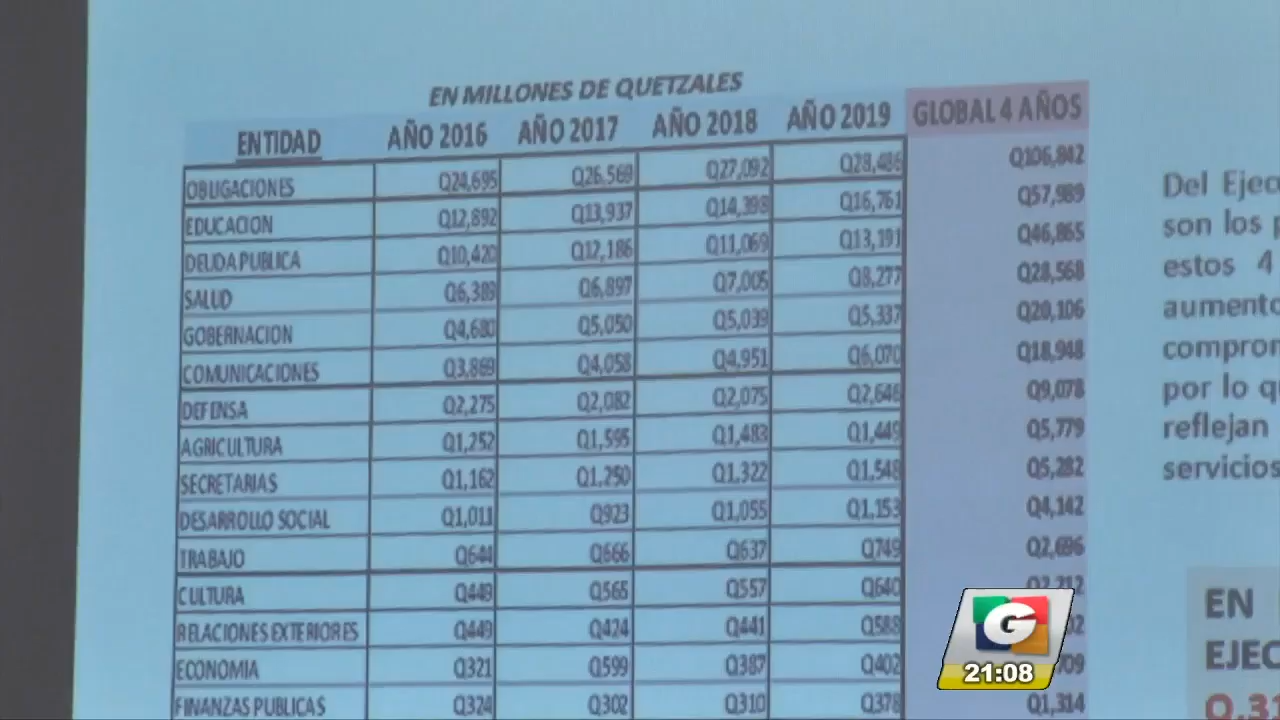 EN MILLONES DE QUETZALES
ENTIDAD AÑO 2016 AÑO 2017 AÑO 2018 AÑO 2019 GLOBAL 4 AÑOS
OBLIGACIONES Q24,695 Q26,569 Q27,092 Q28,486 Q106,842
EDUCACION Q12,892 Q13,937 Q14,398 Q16,761 Q57,989
DEUDA PUBLICA Q10,420 Q12,186 Q11,069 Q13,191 Q46,865
SALUD Q6,389 Q6,897 Q7,005 Q8,277 Q28,568
GOBERNACION Q4,680 Q5,050 Q5,039 Q5,337 Q20,106
COMUNICACIONES Q3,869 Q4,058 Q4,951 Q6,070 Q18,948
DEFENSA Q2,275 Q2,082 Q2,075 Q2,646 Q9,078
AGRICULTURA Q1,252 Q1,595 Q1,483 Q1,449 Q5,779
SECRETARIAS Q1,162 Q1,250 Q1,322 Q1,548 Q5,282
DESARROLLO SOCIAL Q1,011 Q923 Q1,055 Q1,153 Q4,142
TRABAJO Q644 Q666 Q637 Q749 Q2,696
CULTURA Q449 Q565 Q557 Q640 Q2,212
RELACIONES EXTERIORES Q449 Q424 Q441 Q588
ECONOMIA Q321 Q599 Q387 Q402
FINANZAS PUBLICAS Q324 Q302 Q310 Q378 Q1,314
Del Ejec
son los p
estos 4
aumento
compron
por lo q
reflejan
servicios
EN
EJEC
Q.31
G
21:08